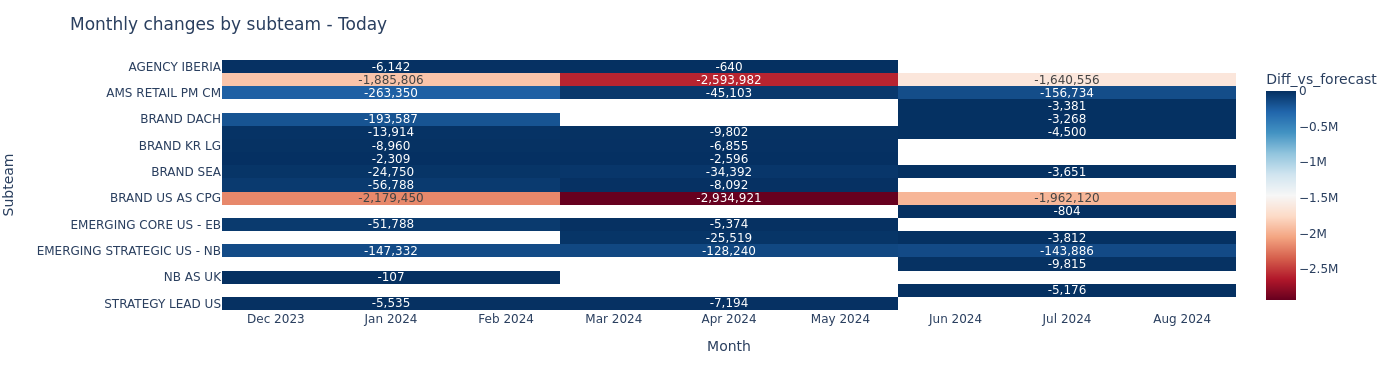 Monthly changes by subteam - Today
Subteam
AGENCY IBERIA -6,142 -640
-1,885,806 -2,593,982 -1,640,556
AMS RETAIL PM CM -263,350 -45,103 -156,734
-3,381
BRAND DACH -193,587 -3,268
-13,914 -9,802 -4,500
BRAND KR LG -8,960 -6,855
-2,309 -2,596
BRAND SEA -24,750 -34,392 -3,651
-56,788 -8,092
BRAND US AS CPG -2,179,450 -2,934,921 -1,962,120
-804
EMERGING CORE US - EB -51,788 -5,374
-25,519 -3,812
EMERGING STRATEGIC US - NB -147,332 -128,240 -143,886
-9,815
NB AS UK -107
-5,176
STRATEGY LEAD US -5,535 -7,194
Dec 2023 Jan 2024 Feb 2024 Mar 2024 Apr 2024 May 2024 Jun 2024 Jul 2024 Aug 2024
Month
Diff_vs_forecast
0
−0.5M
−1M
−1.5M
−2M
−2.5M